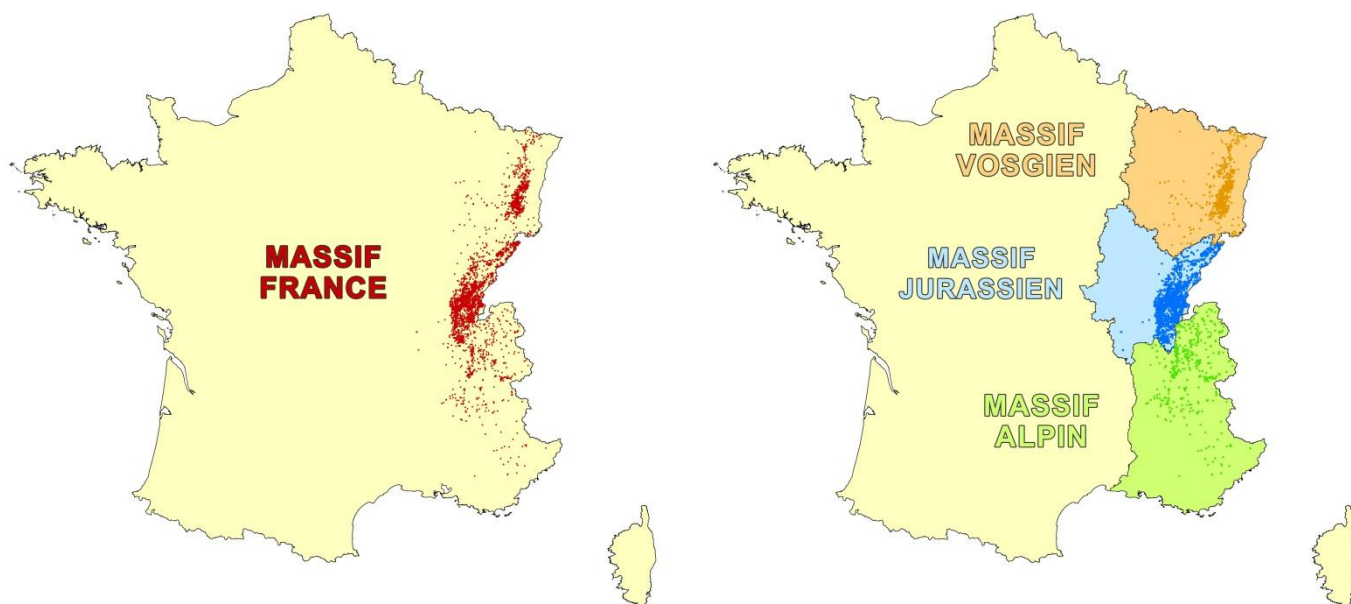 MASSIF
FRANCE
MASSIF
VOSGIEN
MASSIF
JURASSIEN
MASSIF
ALPIN